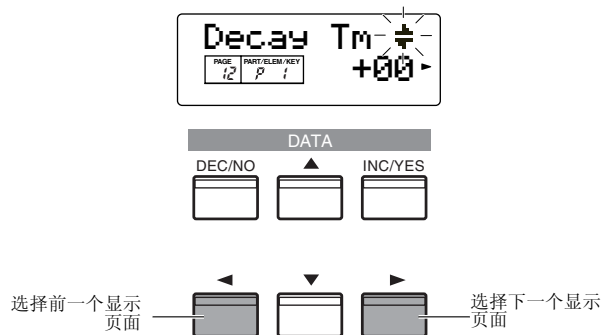 Decay Tm
PAGE PART/ELEM/KEY
12 P 1 +00
DATA
DEC/NO INC/YES
选择前一个显示
页面
选择下一个显示
页面